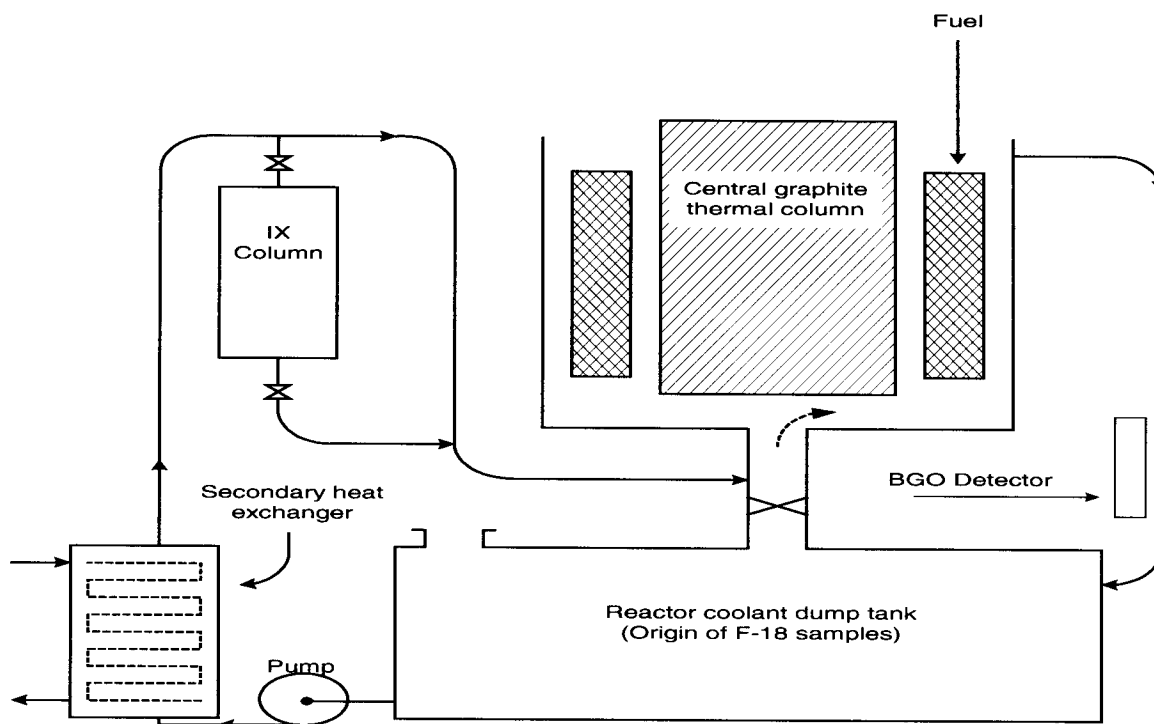 Fuel
Central graphite
thermal column
IX
Column
BGO Detector
Secondary heat
exchanger
Reactor coolant dump tank
(Origin of F-18 samples)
Pump